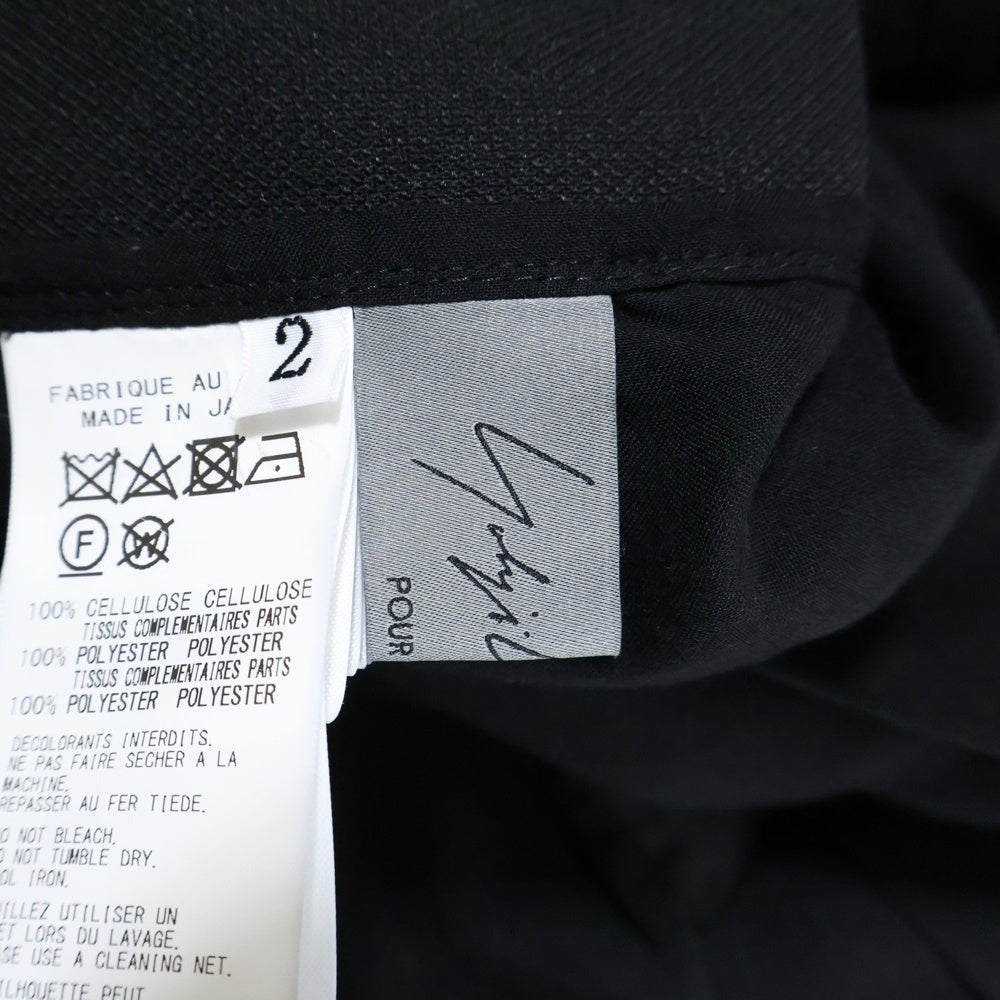 2
FABRIQUE AU
MADE IN JA
F
W
100% CELLULOSE CELLULOSE
TISSUS COMPLEMENTAIRES PARTS
100% POLYESTER POLYESTER
TISSUS COMPLEMENTAIRES PARTS
100% POLYESTER POLYESTER
DECOLORANTS INTERDITS.
NE PAS FAIRE SECHER A LA
MACHINE.
REPASSER AU FER TIEDE.
O NOT BLEACH.
O NOT TUMBLE DRY.
OL IRON.
ILLEZ UTILISER UN
ET LORS DU LAVAGE.
SE USE A CLEANING NET.
ILHOUETTE PEUT
Yohji
POUR